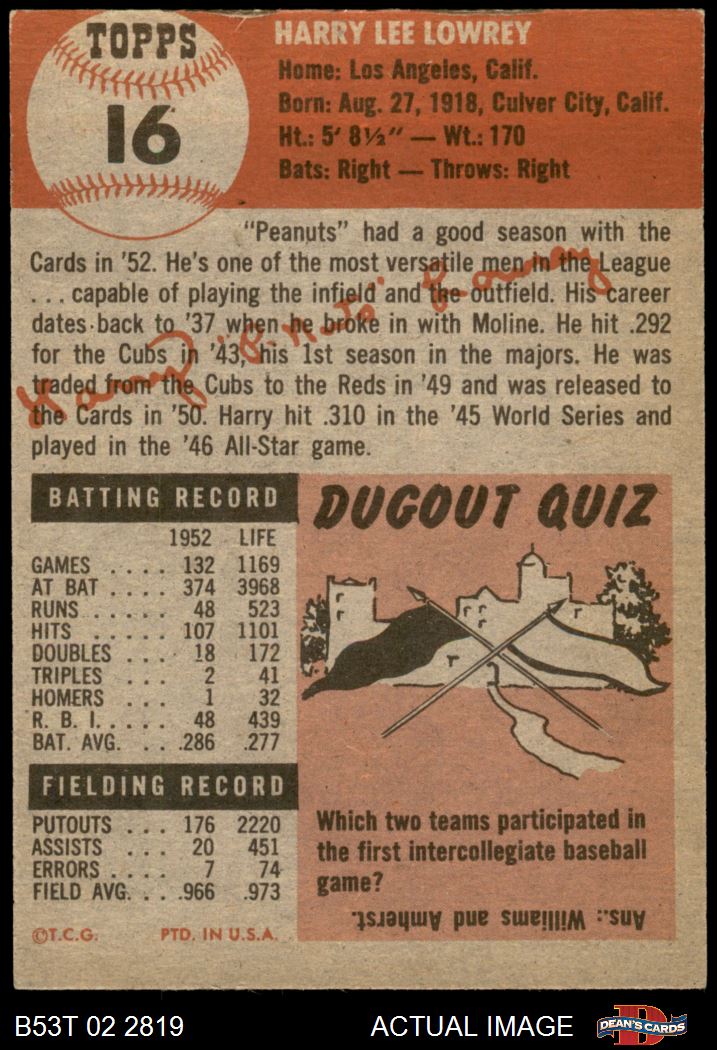 TOPPS
16
HARRY LEE LOWREY
Home: Los Angeles, Calif.
Born: Aug. 27, 1918, Culver City, Calif.
Ht.: 5' 8½" — Wt.: 170
Bats: Right — Throws: Right
"Peanuts" had a good season with the
Cards in '52. He's one of the most versatile men in the League
... capable of playing the infield and the outfield. His career
dates back to '37 when he broke in with Moline. He hit .292
for the Cubs in '43, his 1st season in the majors. He was
traded from the Cubs to the Reds in '49 and was released to
the Cards in '50. Harry hit .310 in the '45 World Series and
played in the '46 All-Star game.
Harry "P. Nuts" Lowrey
BATTING RECORD
1952 LIFE
GAMES .... 132 1169
AT BAT .... 374 3968
RUNS ..... 48 523
HITS ..... 107 1101
DOUBLES ... 18 172
TRIPLES ... 2 41
HOMERS ... 1 32
R. B. I. .... 48 439
BAT. AVG. ... .286 .277
FIELDING RECORD
PUTOUTS ... 176 2220
ASSISTS ... 20 451
ERRORS .... 7 74
FIELD AVG. ... .966 .973
©T.C.G. PTD. IN U.S.A.
DUGOUT QUIZ
Which two teams participated in
the first intercollegiate baseball
game?
Ans.: Williams and Amherst.
B53T 02 2819 ACTUAL IMAGE
D
DEAN'S CARDS